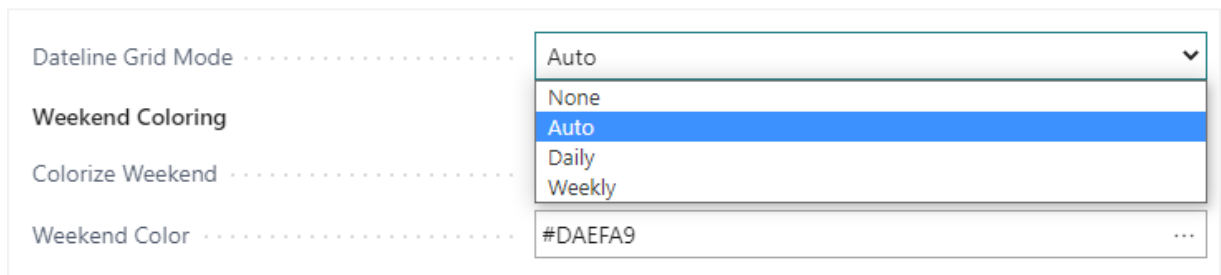 Dateline Grid Mode Auto
None
Weekend Coloring
Auto
Daily
Colorize Weekend
Weekly
Weekend Color #DAEFA9 ...